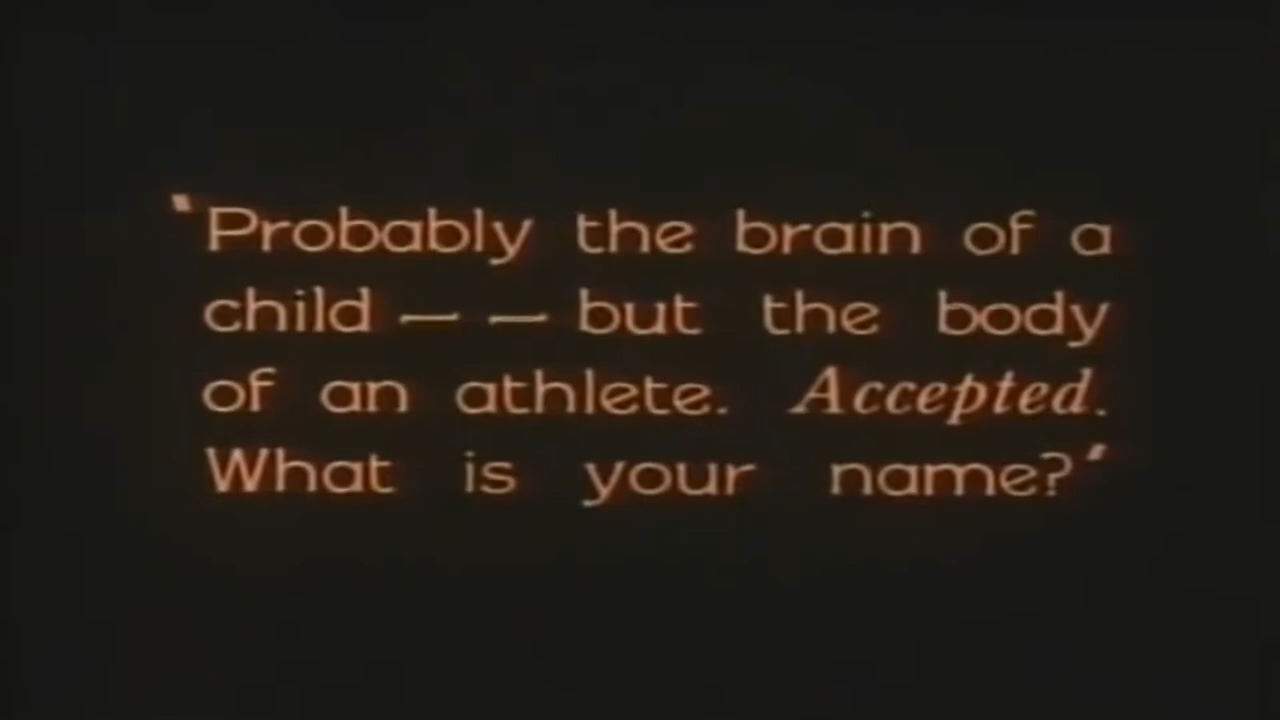 'Probably the brain of a
child — — but the body
of an athlete. Accepted.
What is your name?'